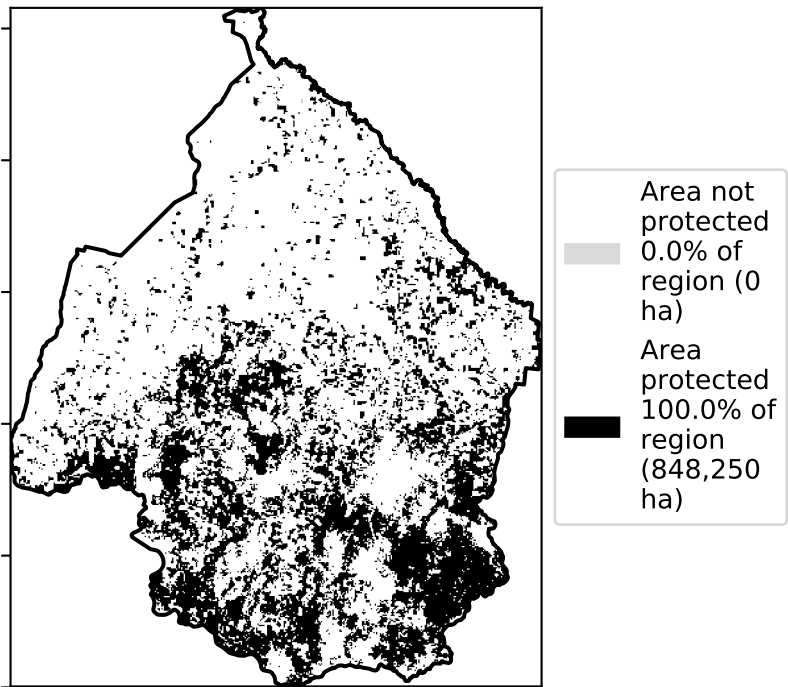 Area not
protected
0.0% of
region (0
ha)
Area
protected
100.0% of
region
(848,250
ha)